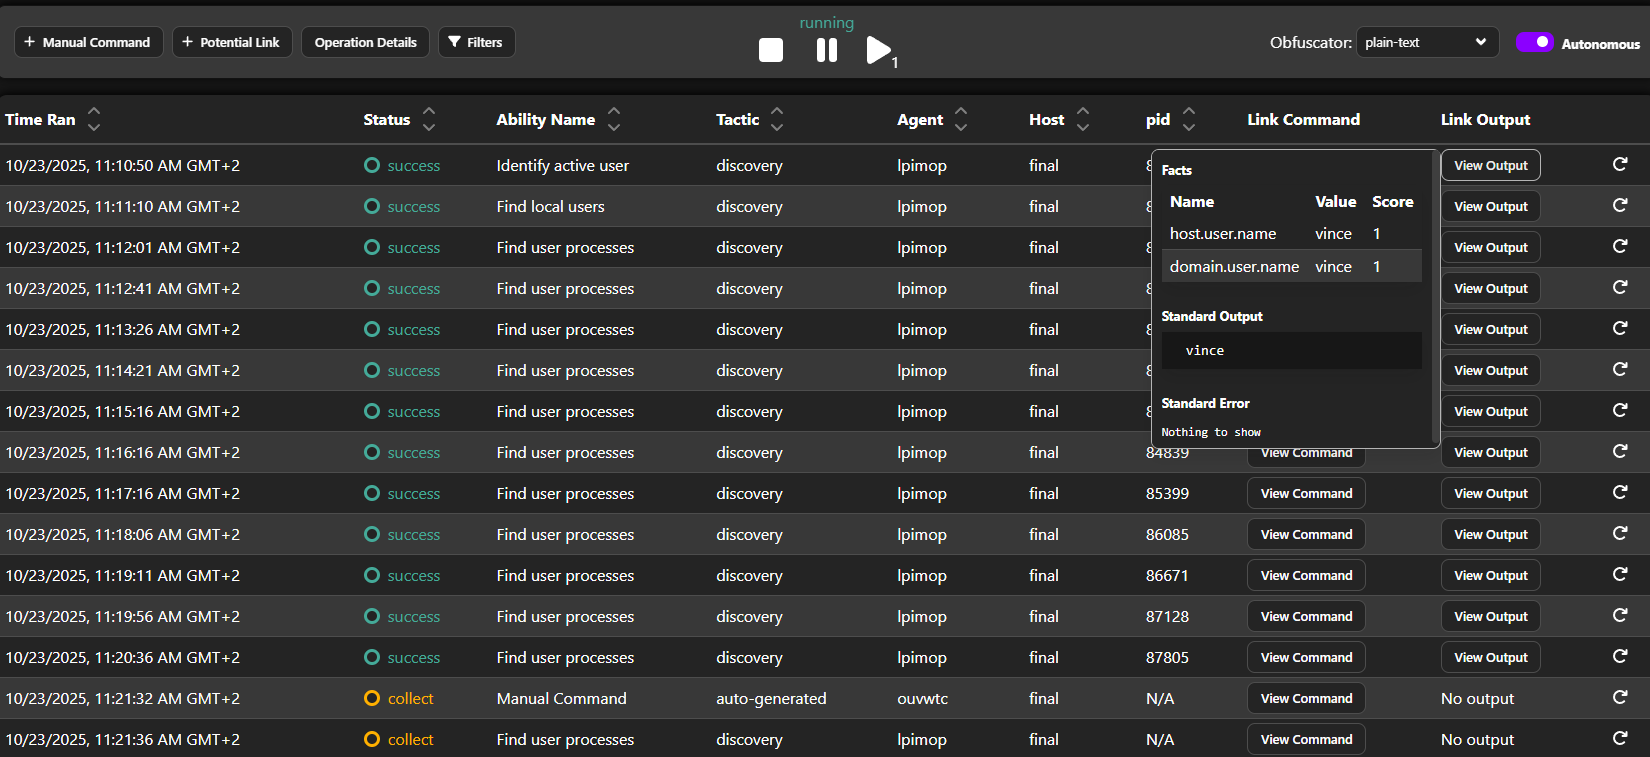 running
+ Manual Command + Potential Link Operation Details Filters 1 Obfuscator: plain-text Autonomous
Time Ran Status Ability Name Tactic Agent Host pid Link Command Link Output
10/23/2025, 11:10:50 AM GMT+2 success Identify active user discovery lpimop final 8 View Output
10/23/2025, 11:11:10 AM GMT+2 success Find local users discovery lpimop final 8 View Output
10/23/2025, 11:12:01 AM GMT+2 success Find user processes discovery lpimop final 8 View Output
10/23/2025, 11:12:41 AM GMT+2 success Find user processes discovery lpimop final 8 View Output
10/23/2025, 11:13:26 AM GMT+2 success Find user processes discovery lpimop final 8 View Output
10/23/2025, 11:14:21 AM GMT+2 success Find user processes discovery lpimop final 8 View Output
10/23/2025, 11:15:16 AM GMT+2 success Find user processes discovery lpimop final 8 View Output
10/23/2025, 11:16:16 AM GMT+2 success Find user processes discovery lpimop final 84839 View Command View Output
10/23/2025, 11:17:16 AM GMT+2 success Find user processes discovery lpimop final 85399 View Command View Output
10/23/2025, 11:18:06 AM GMT+2 success Find user processes discovery lpimop final 86085 View Command View Output
10/23/2025, 11:19:11 AM GMT+2 success Find user processes discovery lpimop final 86671 View Command View Output
10/23/2025, 11:19:56 AM GMT+2 success Find user processes discovery lpimop final 87128 View Command View Output
10/23/2025, 11:20:36 AM GMT+2 success Find user processes discovery lpimop final 87805 View Command View Output
10/23/2025, 11:21:32 AM GMT+2 collect Manual Command auto-generated ouvwtc final N/A View Command No output
10/23/2025, 11:21:36 AM GMT+2 collect Find user processes discovery lpimop final N/A View Command No output
Facts
Name Value Score
host.user.name vince 1
domain.user.name vince 1
Standard Output
vince
Standard Error
Nothing to show